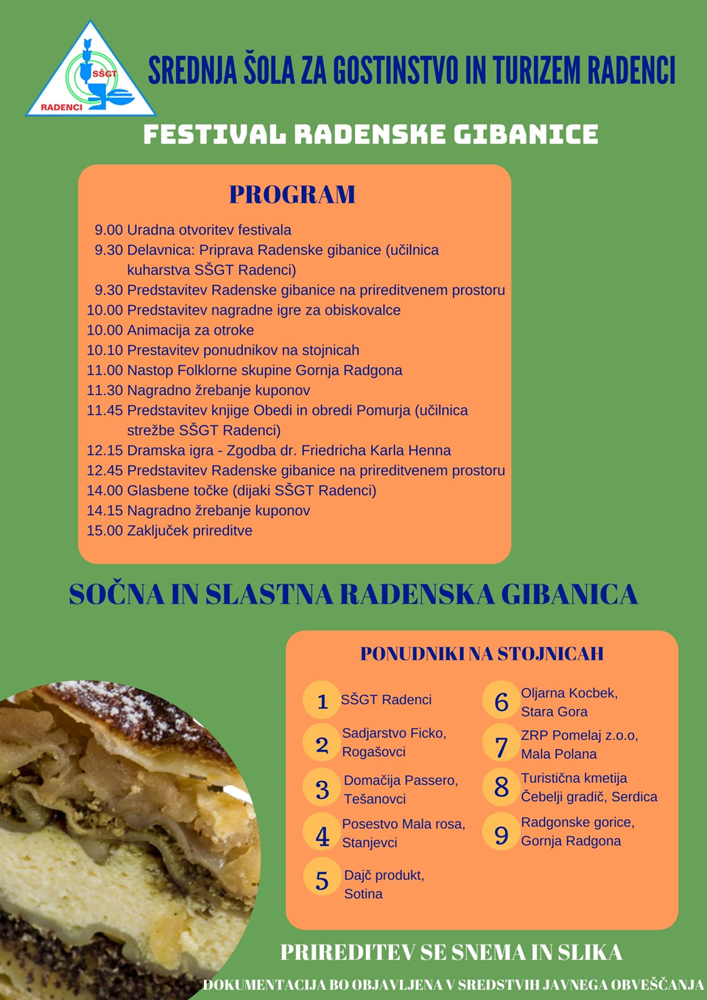 SŠGT
RADENCI
SREDNJA ŠOLA ZA GOSTINSTVO IN TURIZEM RADENCI
FESTIVAL RADENSKE GIBANICE
PROGRAM
9.00 Uradna otvoritev festivala
9.30 Delavnica: Priprava Radenske gibanice (učilnica
kuharstva SŠGT Radenci)
9.30 Predstavitev Radenske gibanice na prireditvenem prostoru
10.00 Predstavitev nagradne igre za obiskovalce
10.00 Animacija za otroke
10.10 Prestavitev ponudnikov na stojnicah
11.00 Nastop Folklorne skupine Gornja Radgona
11.30 Nagradno žrebanje kuponov
11.45 Predstavitev knjige Obedi in obredi Pomurja (učilnica
strežbe SŠGT Radenci)
12.15 Dramska igra - Zgodba dr. Friedricha Karla Henna
12.45 Predstavitev Radenske gibanice na prireditvenem prostoru
14.00 Glasbene točke (dijaki SŠGT Radenci)
14.15 Nagradno žrebanje kuponov
15.00 Zaključek prireditve
SOČNA IN SLASTNA RADENSKA GIBANICA
PONUDNIKI NA STOJNICAH
1 SŠGT Radenci
2 Sadjarstvo Ficko,
Rogašovci
3 Domačija Passero,
Tešanovci
4 Posestvo Mala rosa,
Stanjevci
5 Dajč produkt,
Sotina
6 Oljarna Kocbek,
Stara Gora
7 ZRP Pomelaj z.o.o,
Mala Polana
8 Turistična kmetija
Čebelji gradič, Serdica
9 Radgonske gorice,
Gornja Radgona
PRIREDITEV SE SNEMA IN SLIKA
DOKUMENTACIJA BO OBJAVLJENA V SREDSTVIH JAVNEGA OBVEŠČANJA